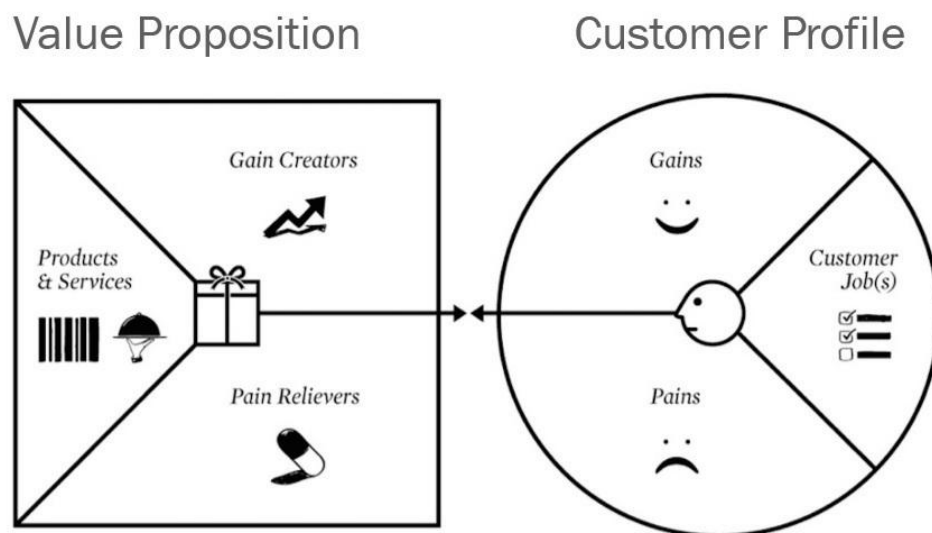 Value Proposition
Customer Profile
Gain Creators
Products
& Services
Pain Relievers
Gains
Customer
Job(s)
Pains